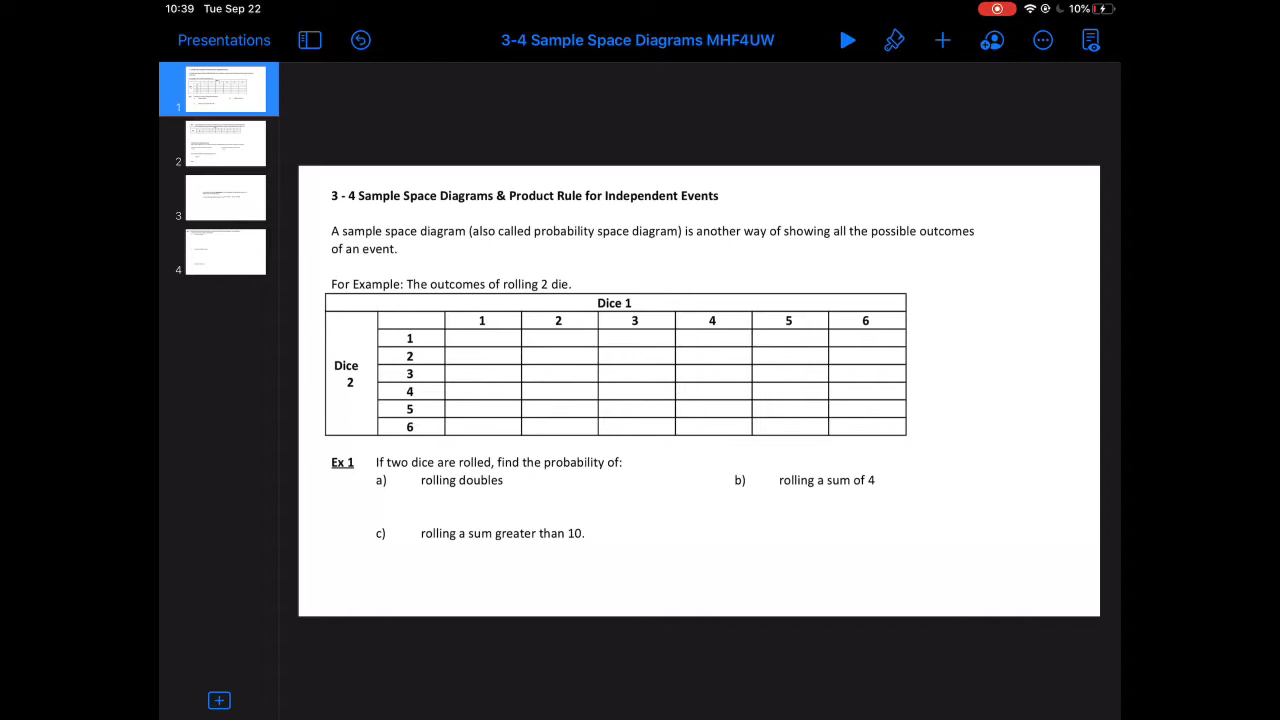 10:39 Tue Sep 22
10%
Presentations
3-4 Sample Space Diagrams MHF4UW
1
2
3
4
3 - 4 Sample Space Diagrams & Product Rule for Independent Events
A sample space diagram (also called prabability space diagram) is another way of showing all the possible outcomes
of an event.
For Example: The outcomes of rolling 2 die.
Dice 1
1 2 3 4 5 6
Dice
2
1
2
3
4
5
6
Ex 1 If two dice are rolled, find the probability of:
a) rolling doubles b) rolling a sum of 4
c) rolling a sum greater than 10.